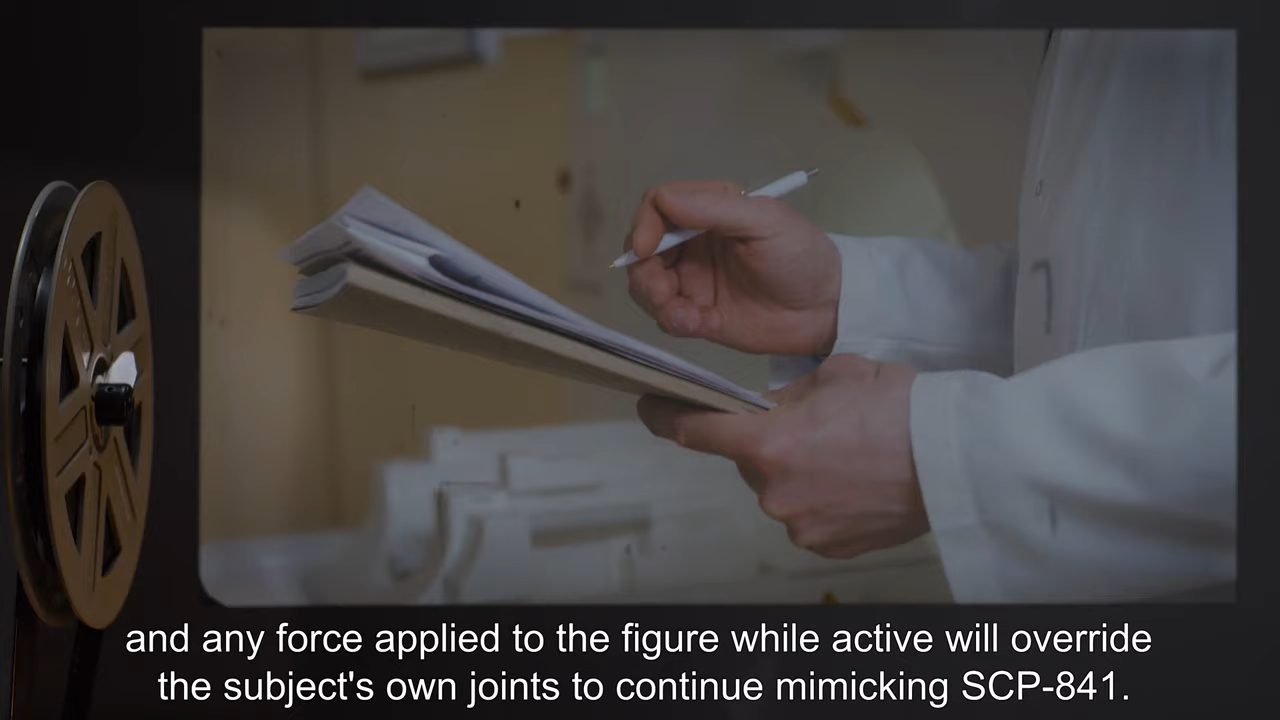 and any force applied to the figure while active will override
the subject's own joints to continue mimicking SCP-841.